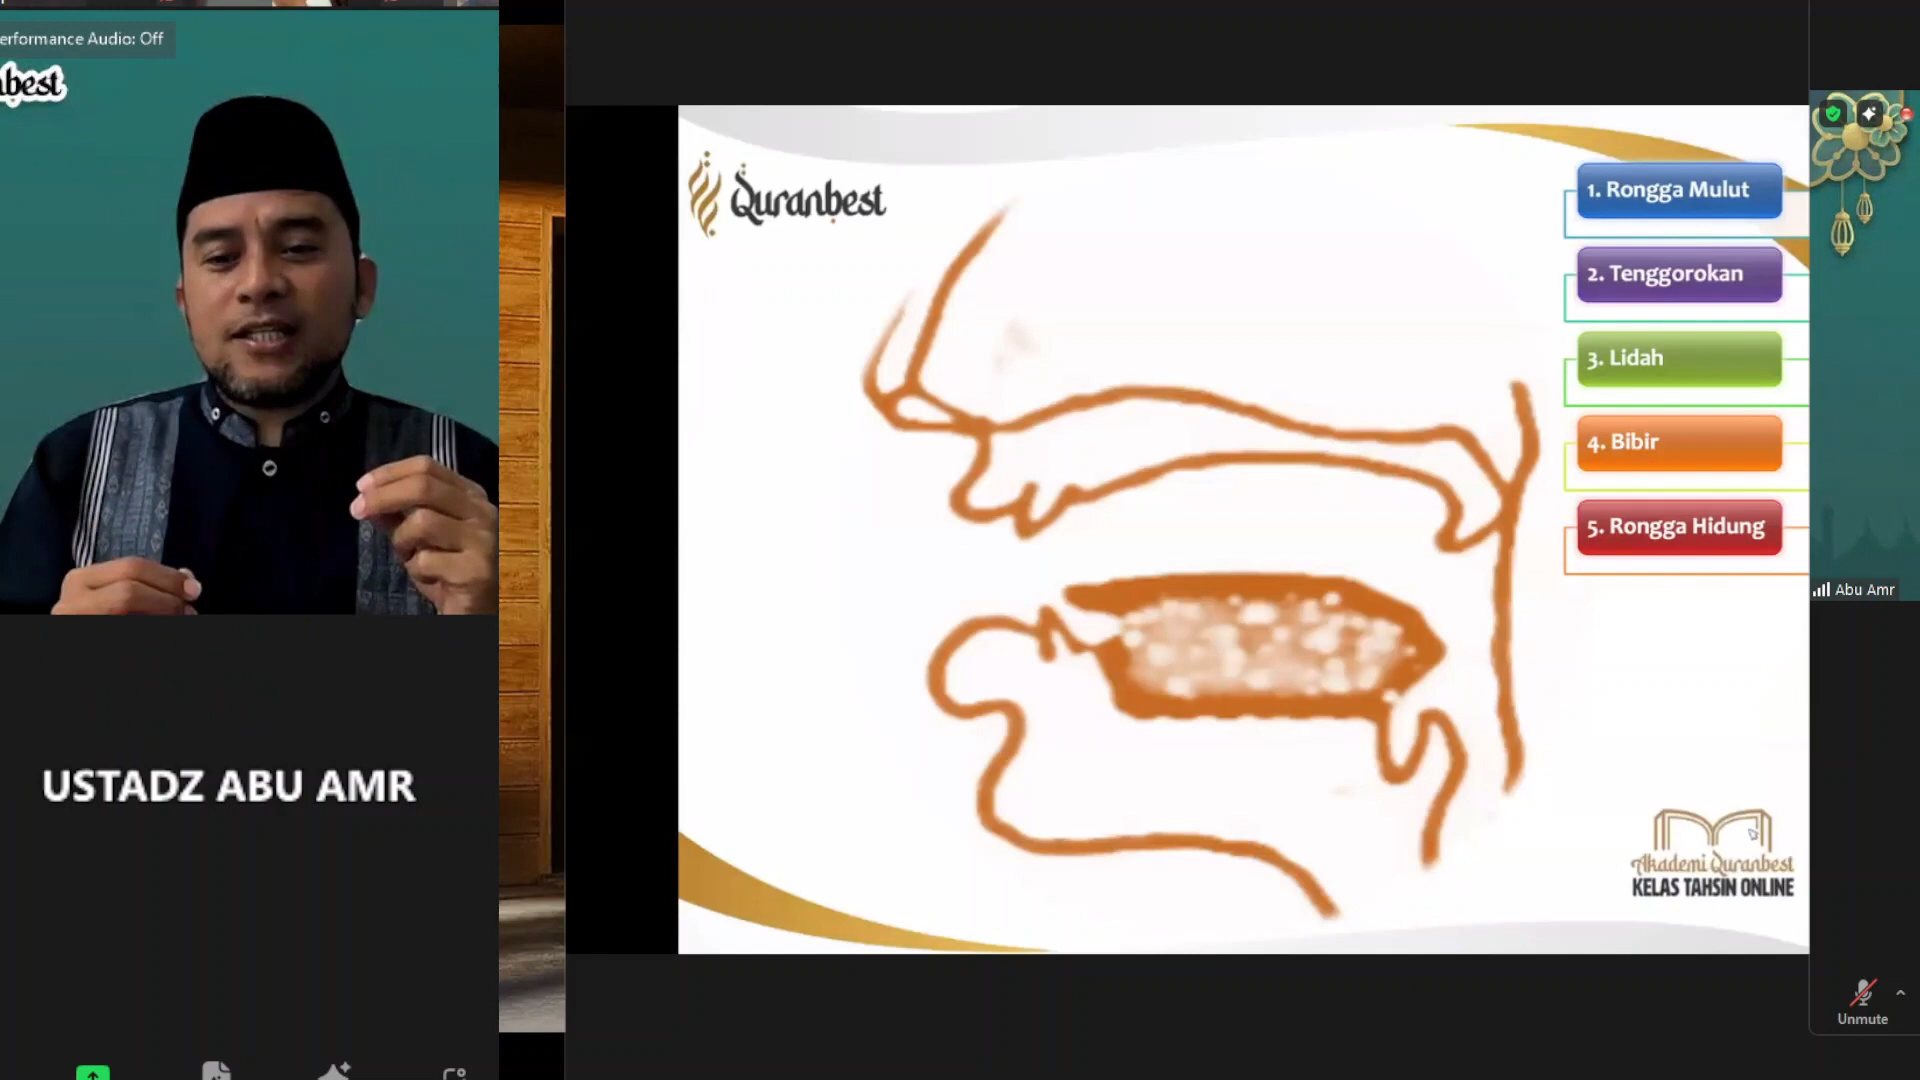 erformance Audio: Off
nbest
USTADZ ABU AMR
Quranbest
1. Rongga Mulut
2. Tenggorokan
3. Lidah
4. Bibir
5. Rongga Hidung
Akademi Quranbest
KELAS TAHSIN ONLINE
Abu Amr
Unmute